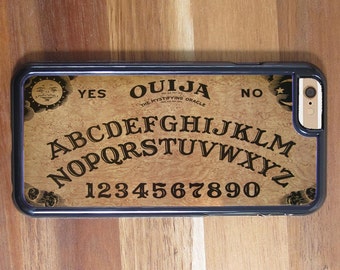 YES OUIJA NO
THE MYSTIFYING ORACLE
ABCDEFGHIJKLM
NOPQRSTUVWXYZ
1234567890